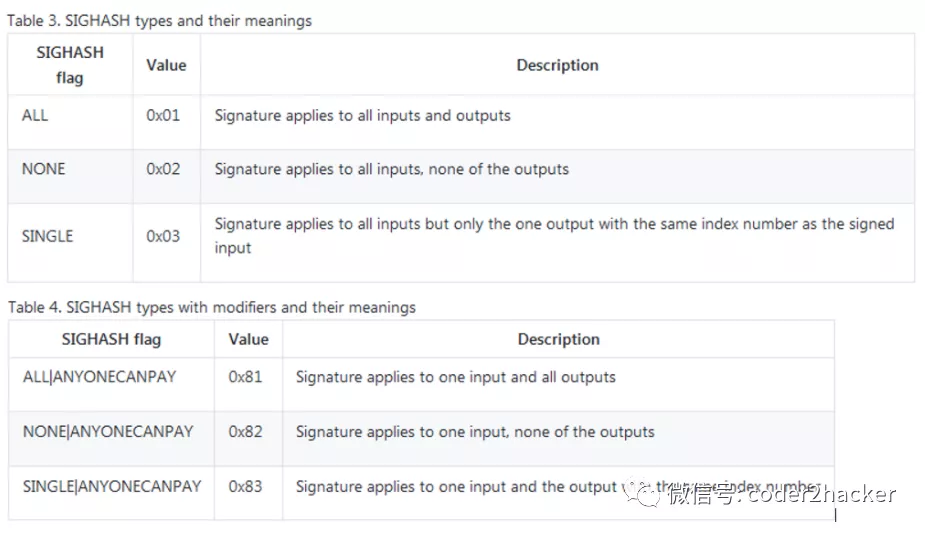 Table 3. SIGHASH types and their meanings
SIGHASH flag Value Description
ALL 0x01 Signature applies to all inputs and outputs
NONE 0x02 Signature applies to all inputs, none of the outputs
SINGLE 0x03 Signature applies to all inputs but only the one output with the same index number as the signed
input
Table 4. SIGHASH types with modifiers and their meanings
SIGHASH flag Value Description
ALL|ANYONECANPAY 0x81 Signature applies to one input and all outputs
NONE|ANYONECANPAY 0x82 Signature applies to one input, none of the outputs
SINGLE|ANYONECANPAY 0x83 Signature applies to one input and the output index number
微信号: coder2hacker